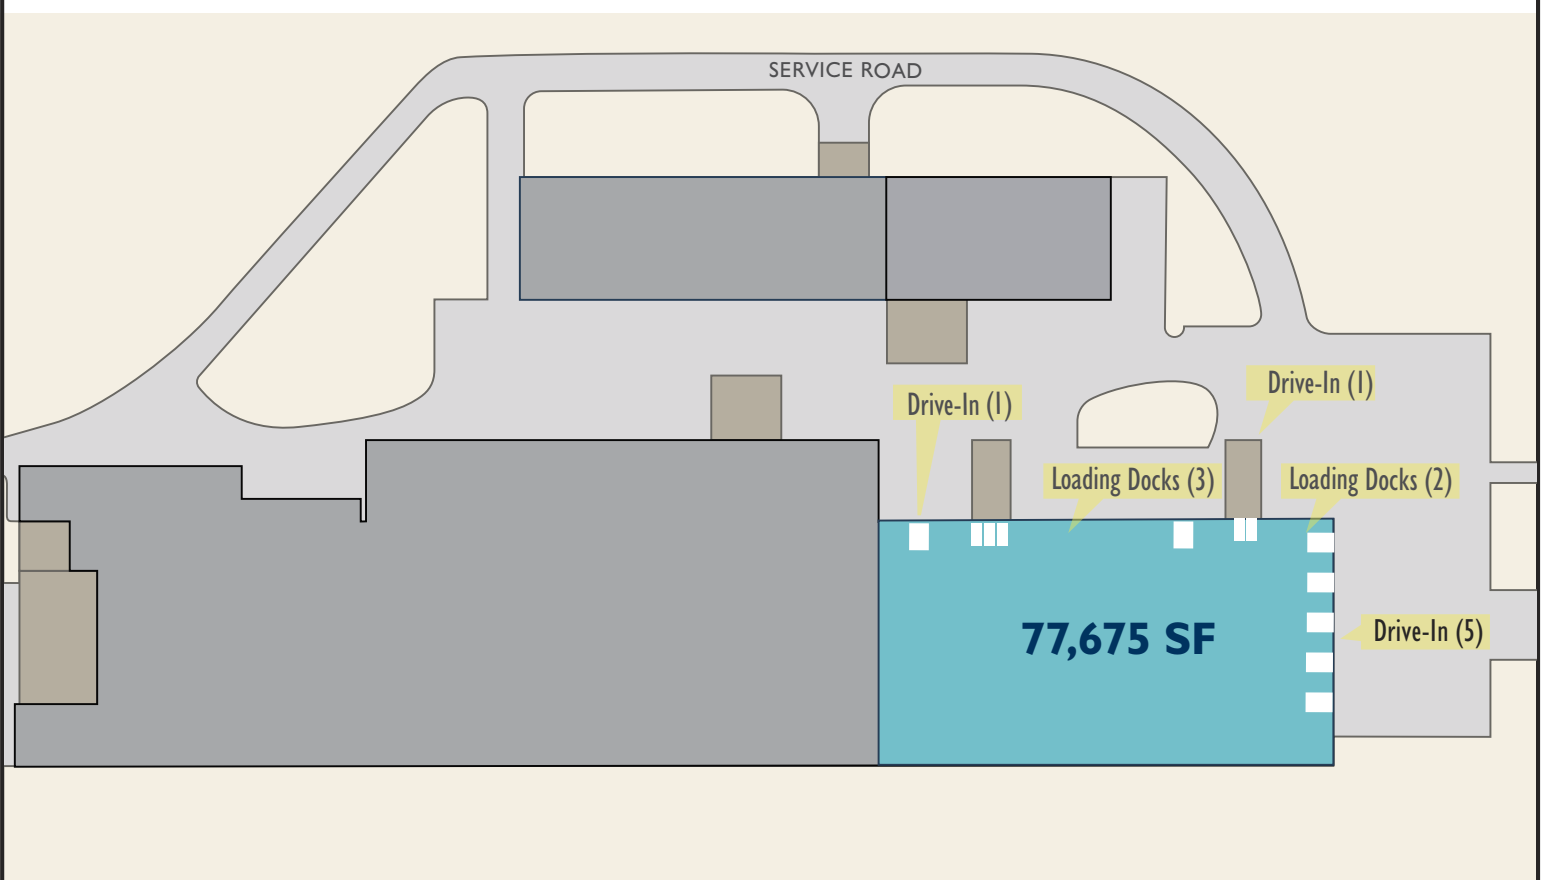 SERVICE ROAD
Drive-In (1)
Drive-In (1)
Loading Docks (3)
Loading Docks (2)
77,675 SF
Drive-In (5)